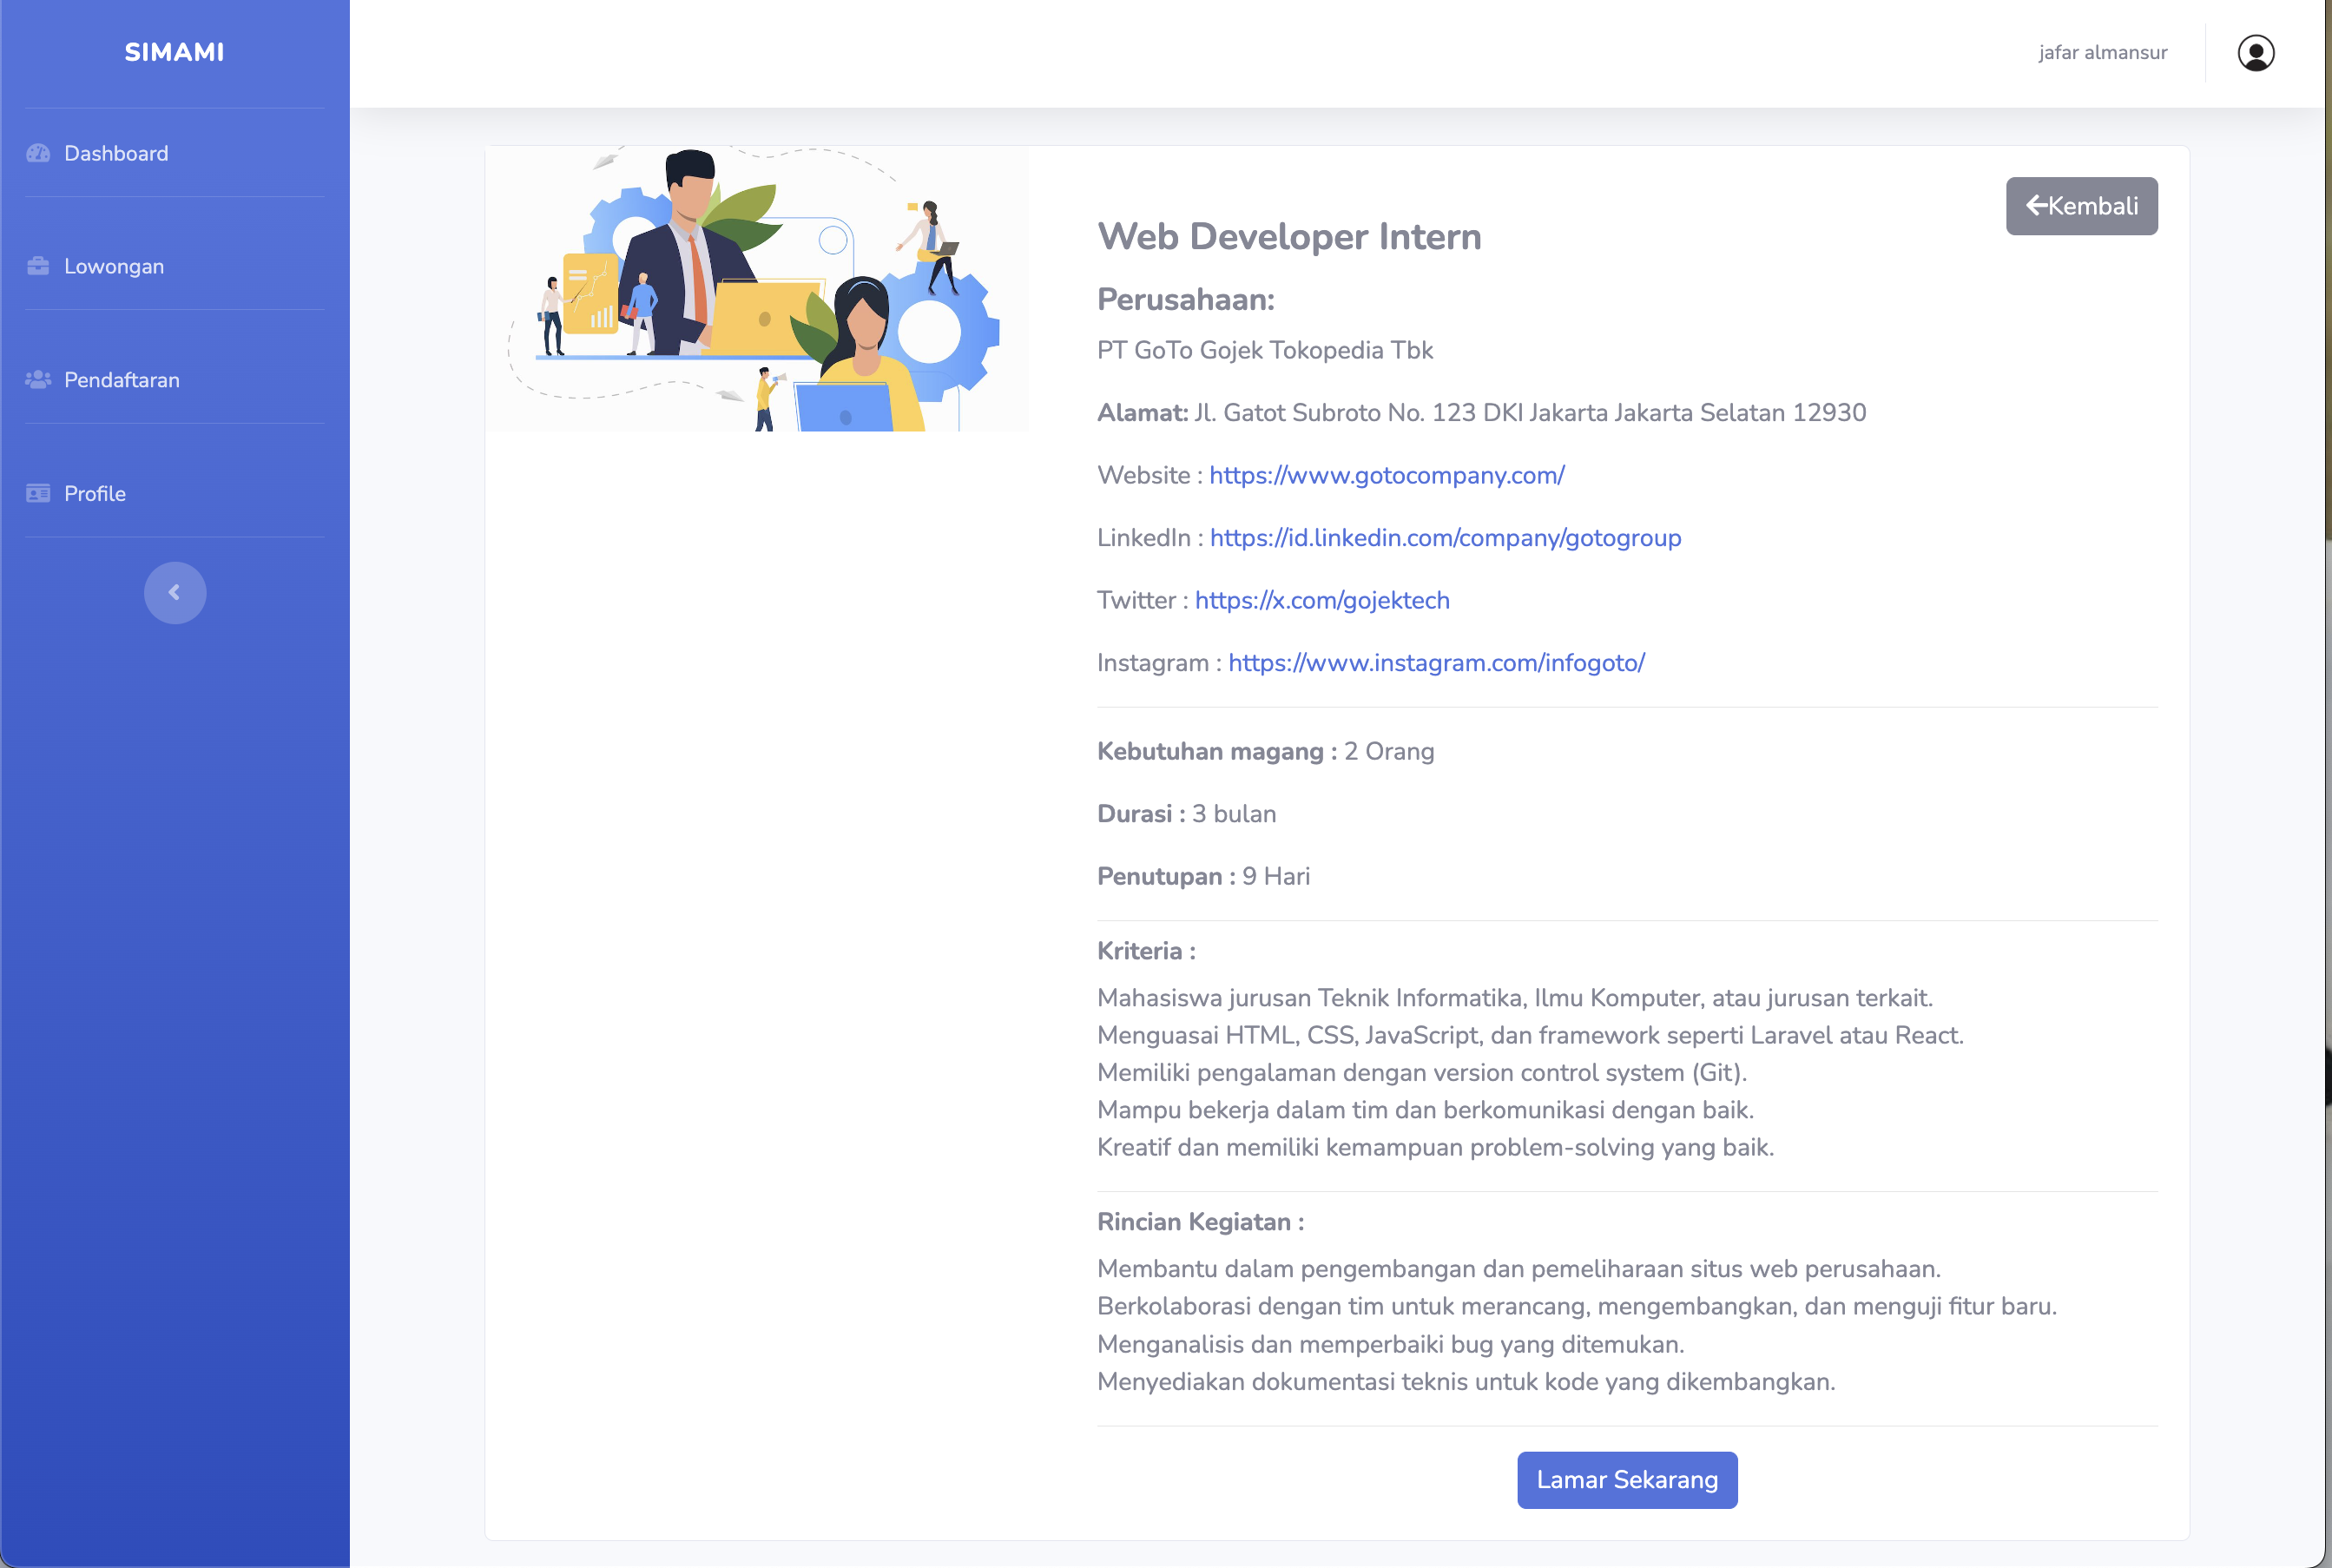 SIMAMI
Dashboard
Lowongan
Pendaftaran
Profile
jafar almansur
Kembali
Web Developer Intern
Perusahaan:
PT GoTo Gojek Tokopedia Tbk
Alamat: Jl. Gatot Subroto No. 123 DKI Jakarta Jakarta Selatan 12930
Website : https://www.gotocompany.com/
LinkedIn : https://id.linkedin.com/company/gotogroup
Twitter : https://x.com/gojektech
Instagram : https://www.instagram.com/infogoto/
Kebutuhan magang : 2 Orang
Durasi : 3 bulan
Penutupan : 9 Hari
Kriteria :
Mahasiswa jurusan Teknik Informatika, Ilmu Komputer, atau jurusan terkait.
Menguasai HTML, CSS, JavaScript, dan framework seperti Laravel atau React.
Memiliki pengalaman dengan version control system (Git).
Mampu bekerja dalam tim dan berkomunikasi dengan baik.
Kreatif dan memiliki kemampuan problem-solving yang baik.
Rincian Kegiatan :
Membantu dalam pengembangan dan pemeliharaan situs web perusahaan.
Berkolaborasi dengan tim untuk merancang, mengembangkan, dan menguji fitur baru.
Menganalisis dan memperbaiki bug yang ditemukan.
Menyediakan dokumentasi teknis untuk kode yang dikembangkan.
Lamar Sekarang